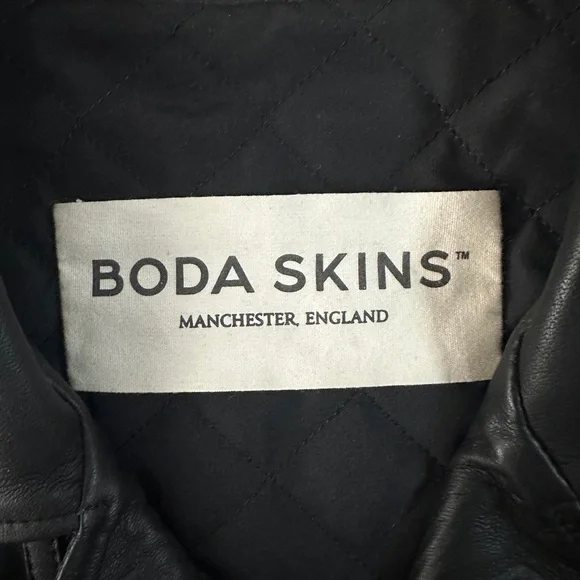 BODA SKINS™
MANCHESTER, ENGLAND